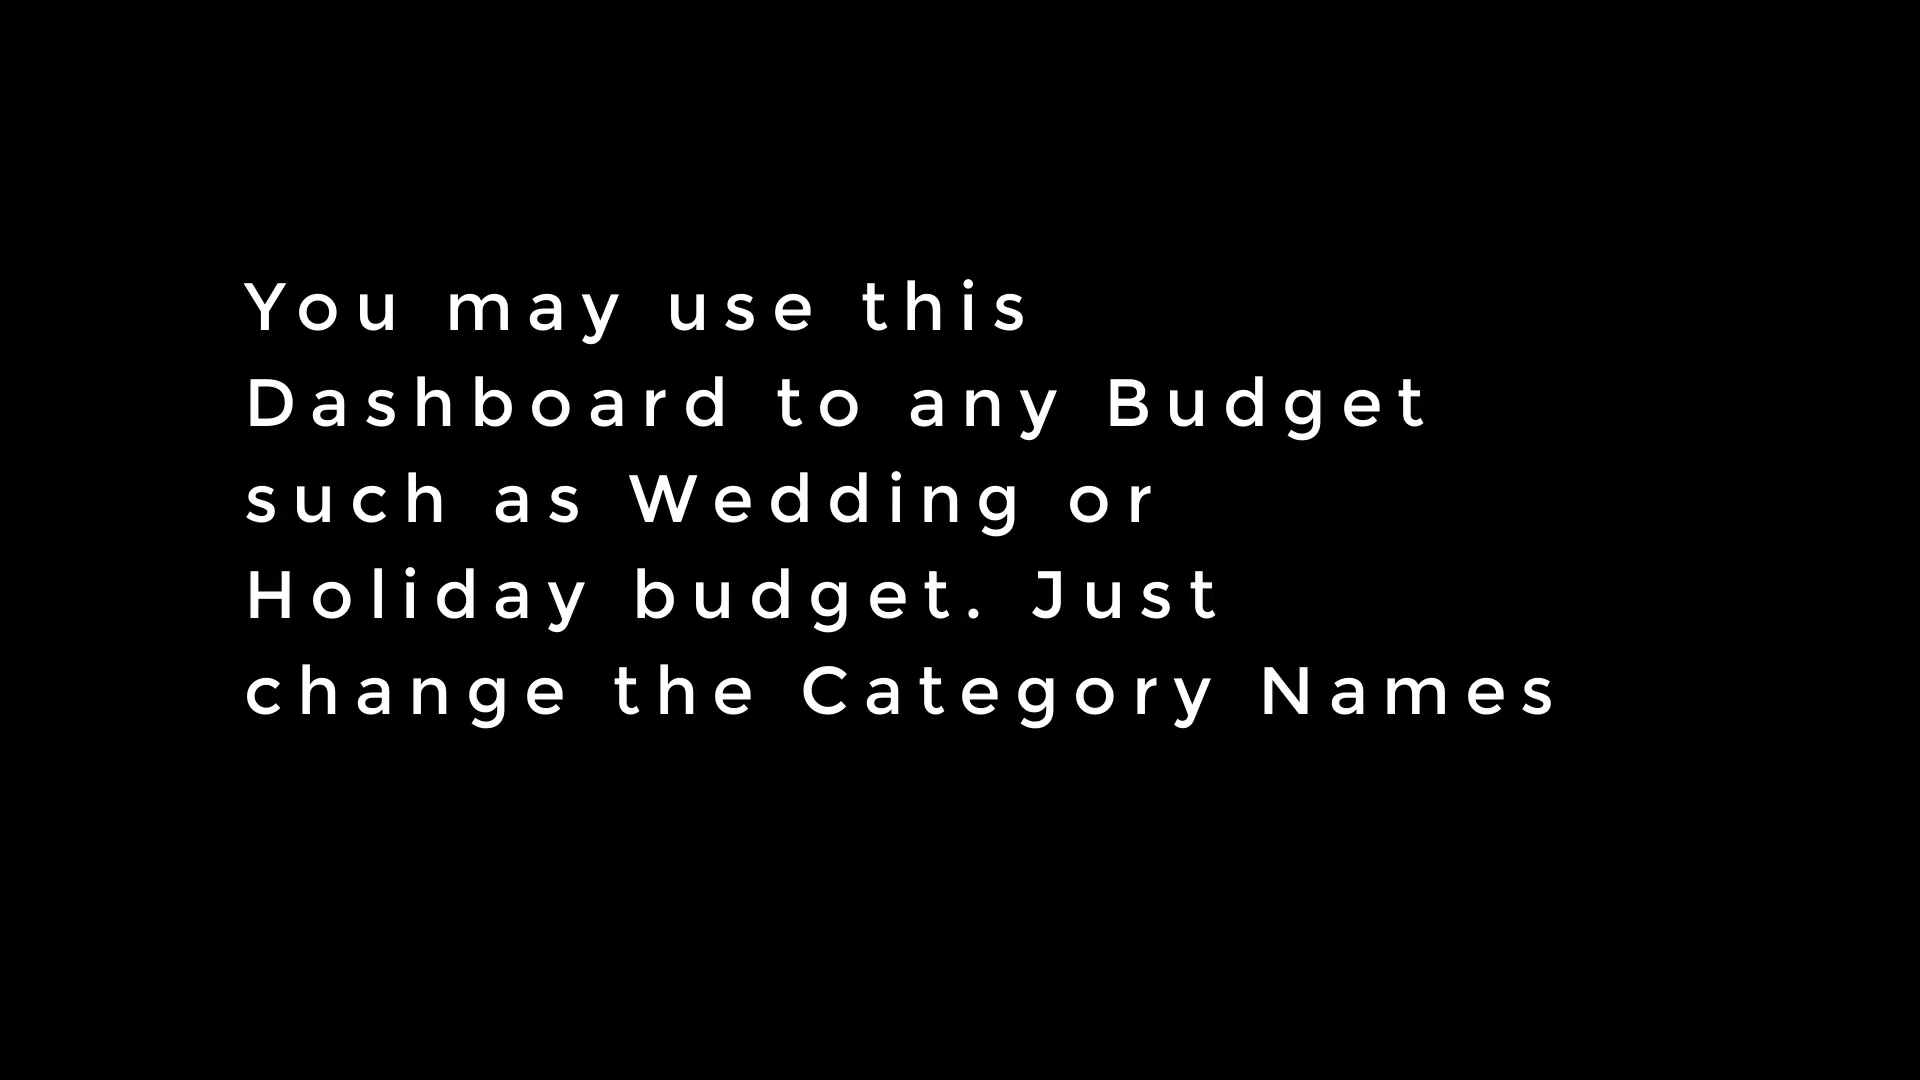 You may use this
Dashboard to any Budget
such as Wedding or
Holiday budget. Just
change the Category Names